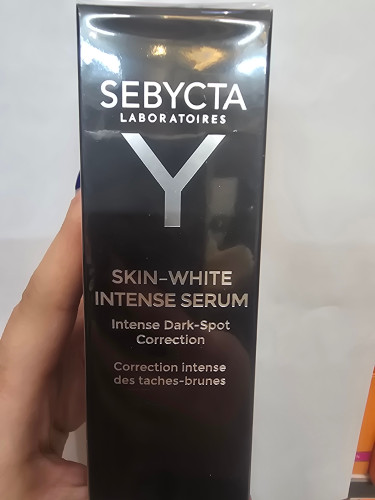 SEBYCTA
LABORATOIRES
Y
SKIN-WHITE
INTENSE SERUM
Intense Dark-Spot
Correction
Correction intense
des taches-brunes